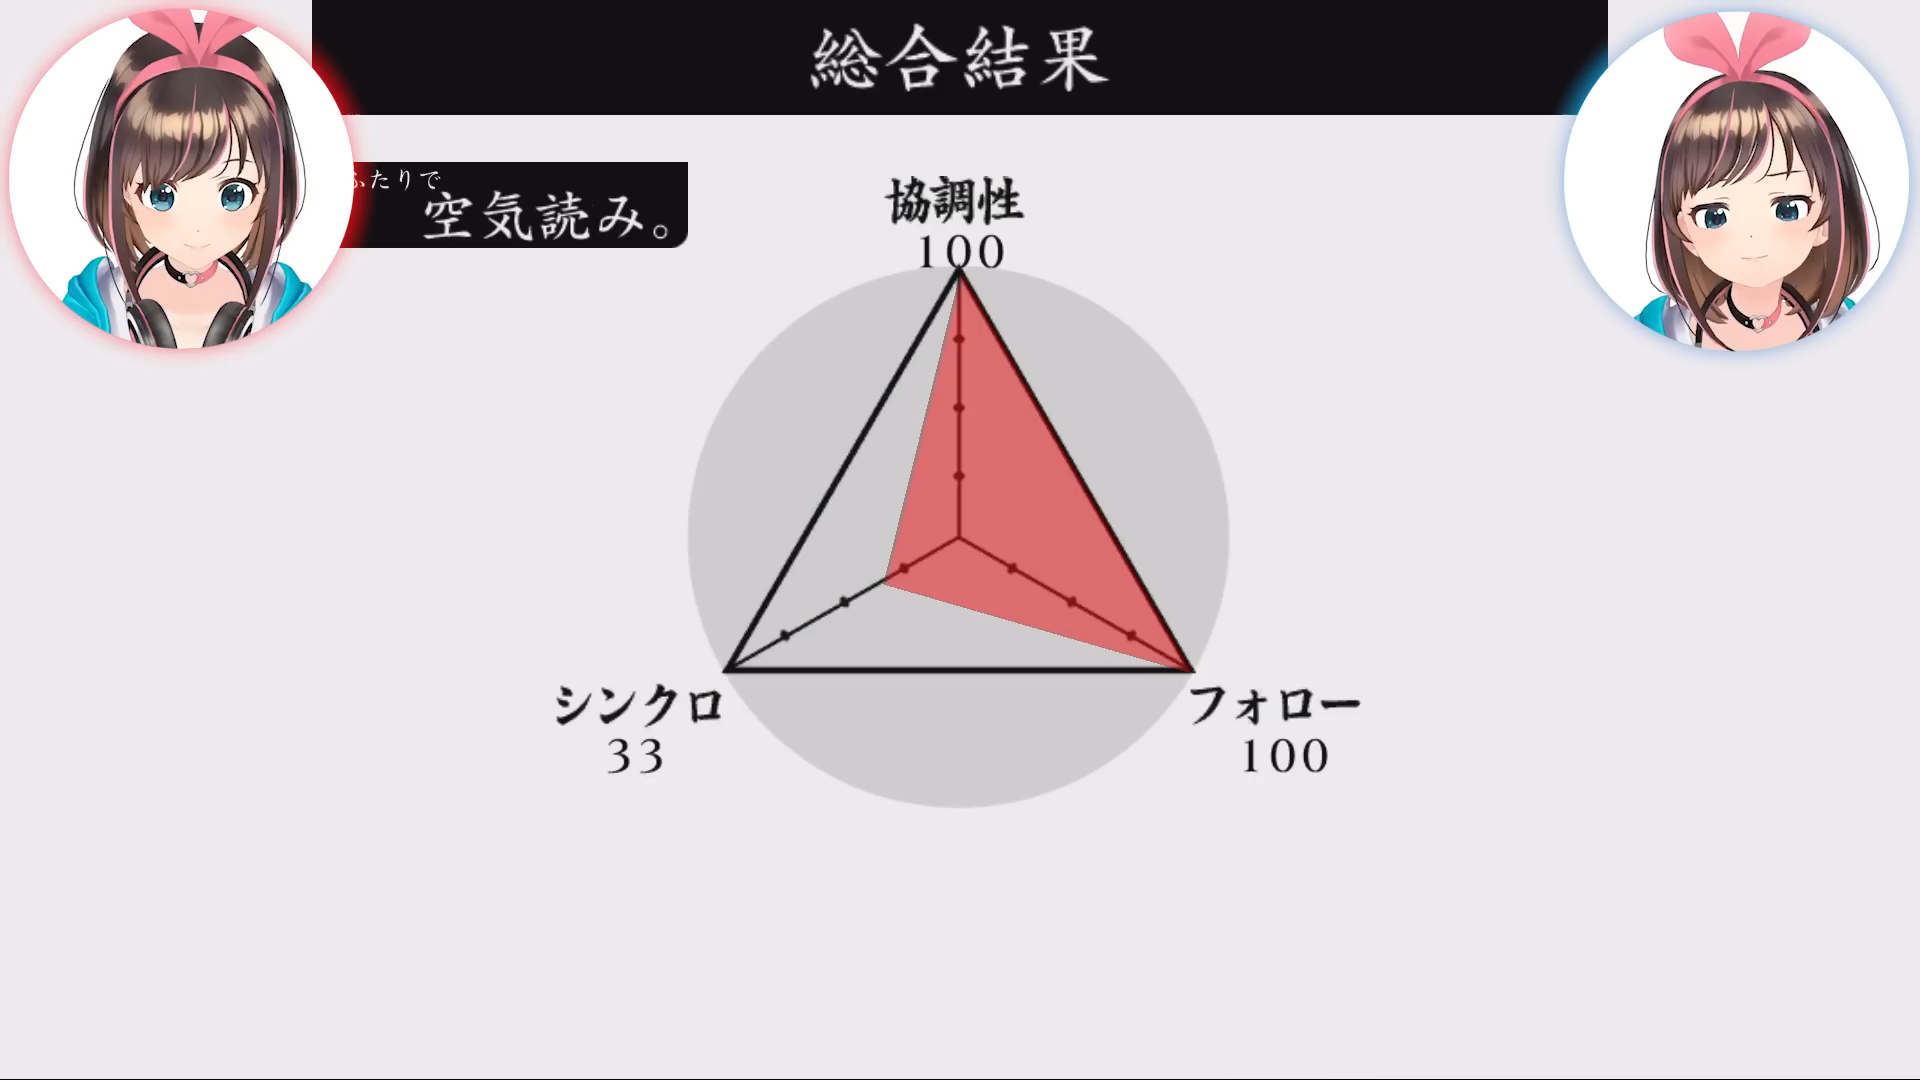 総合結果
ふたりで
空気読み。
協調性
100
シンクロ
33
フォロー
100